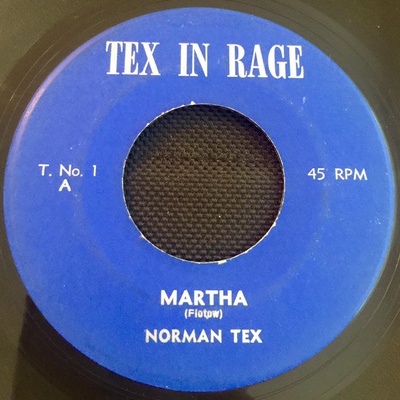 TEX IN RAGE
T. No. 1
A
45 RPM
MARTHA
(Flotow)
NORMAN TEX